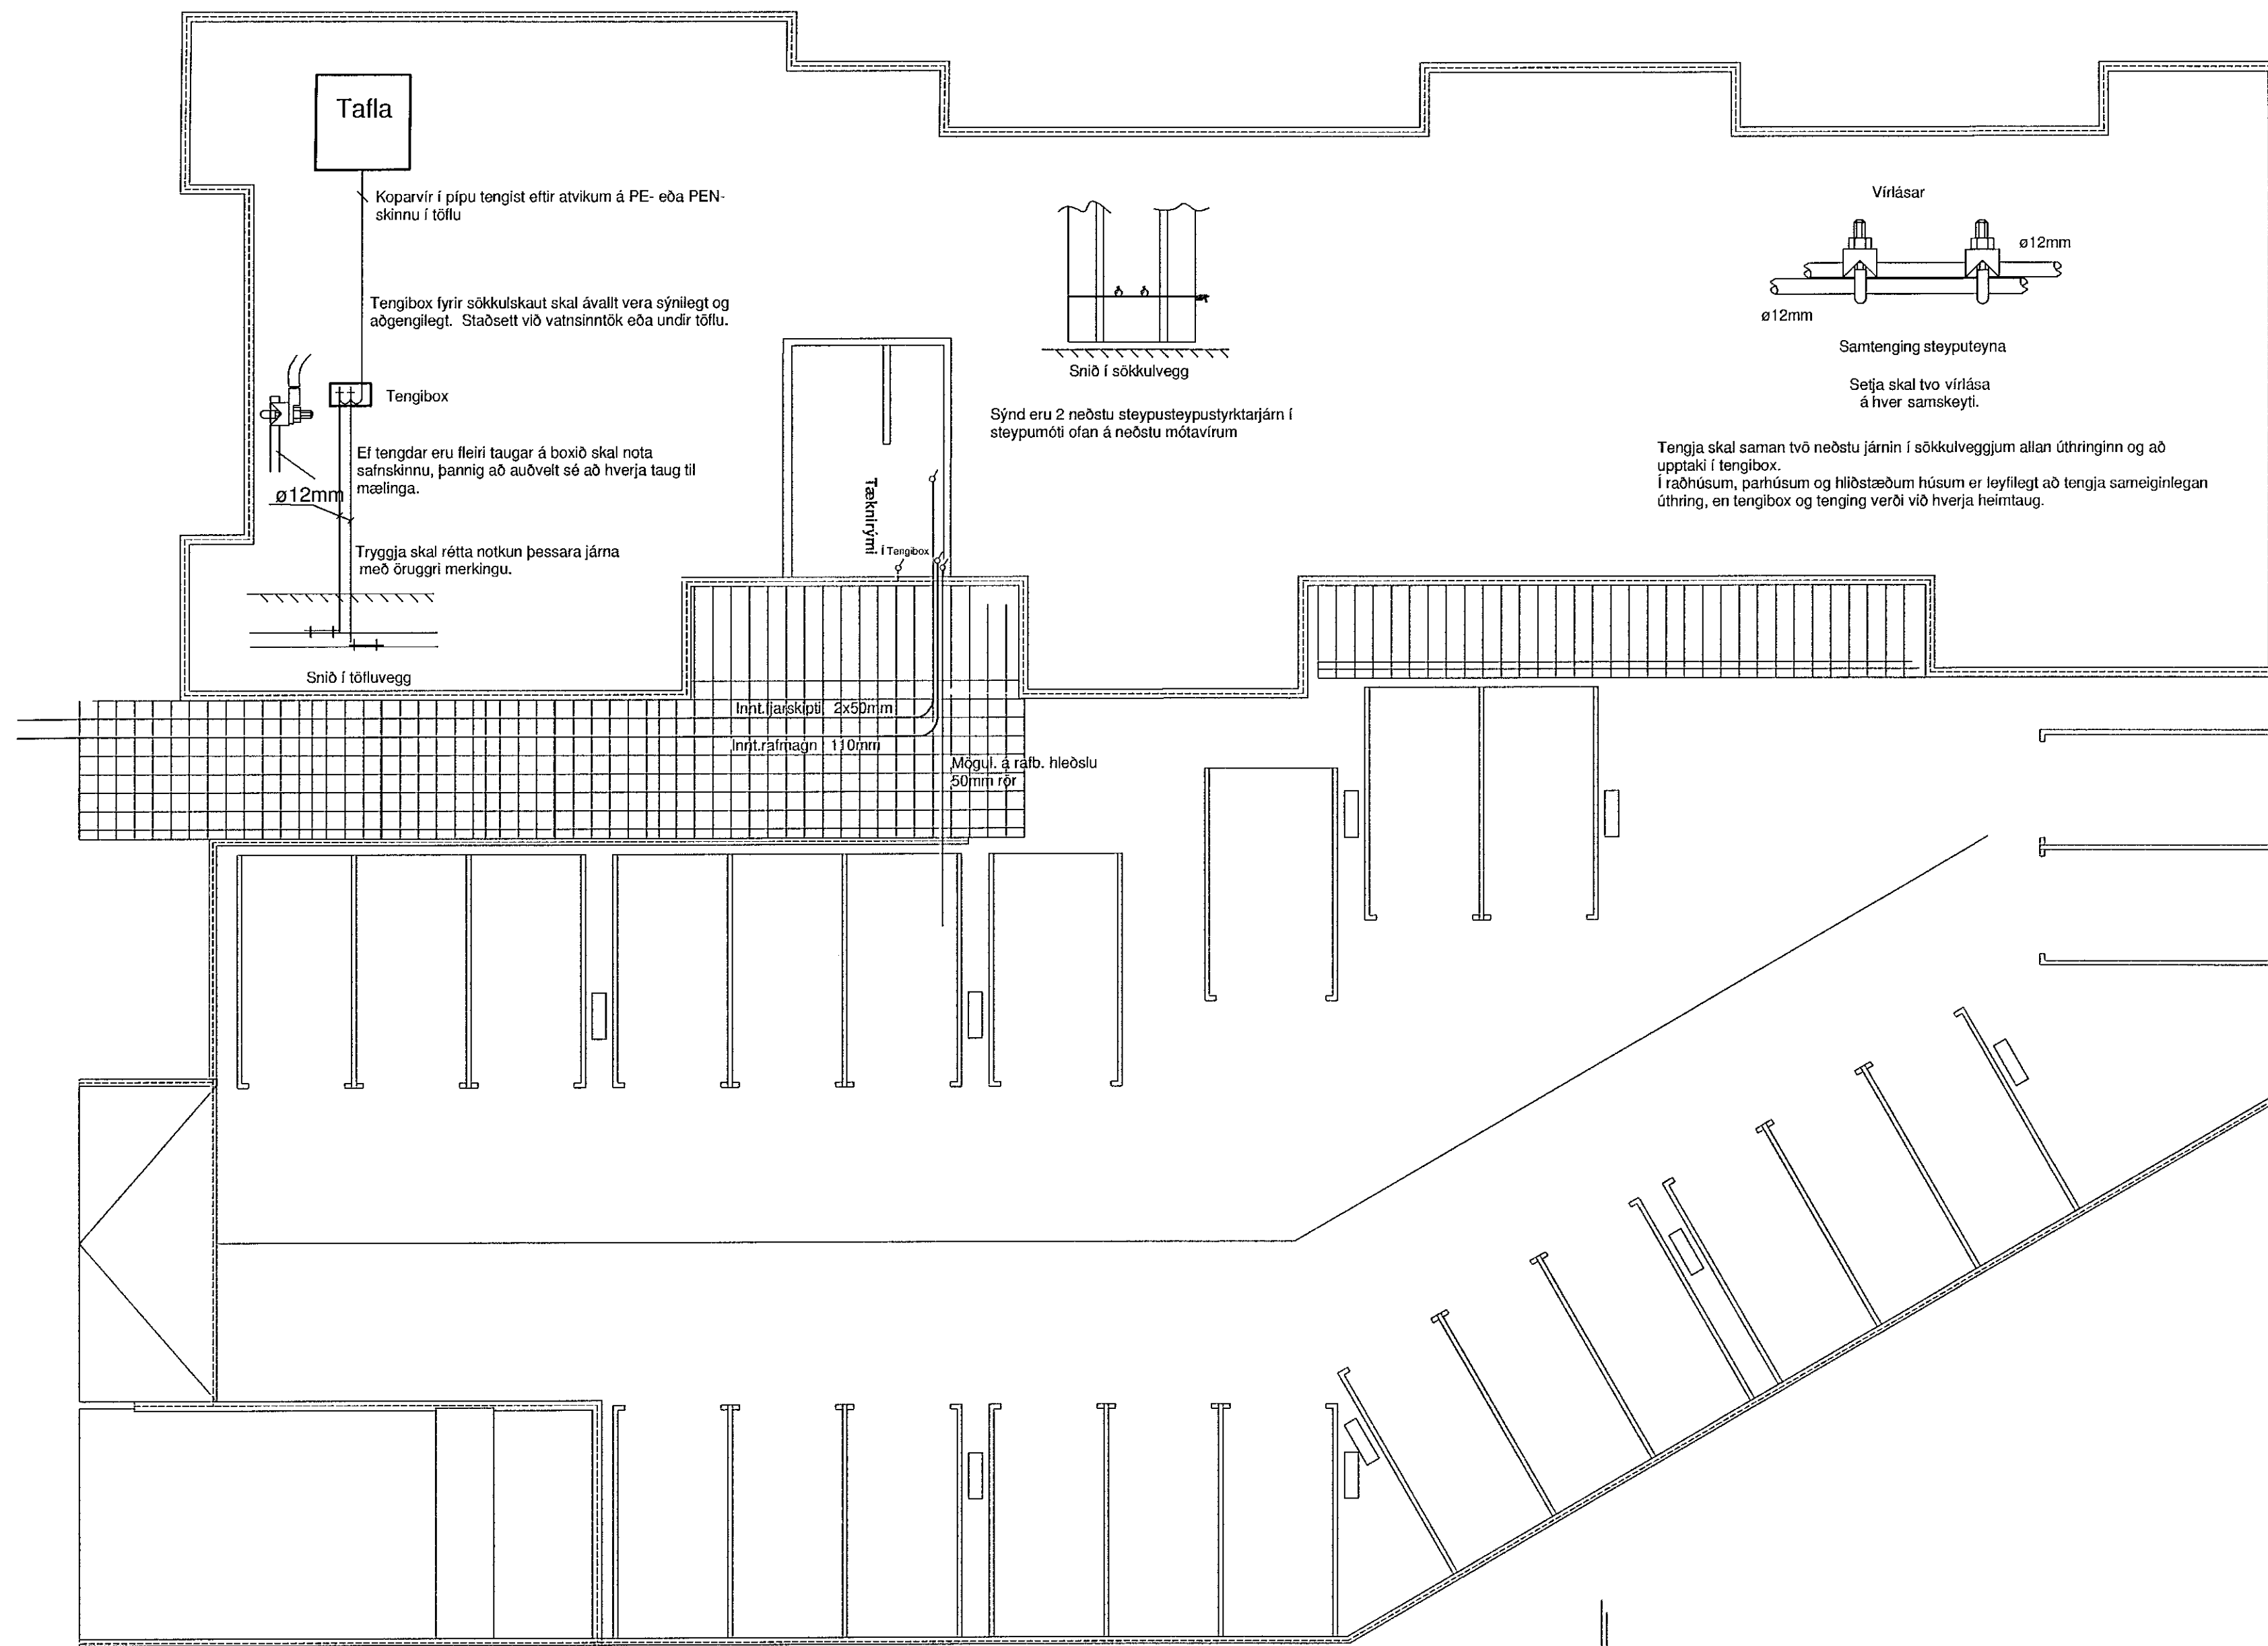 Tafla
Koparvír í pípu tengist eftir atvikum á PE- eða PEN-
skinnu í töflu
Tengibox fyrir sökkulskaut skal ávallt vera sýnilegt og
aðgengilegt. Staðsett við vatnsinntök eða undir töflu.
Tengibox
Ef tengdar eru fleiri taugar á boxið skal nota
safnskinnu, þannig að auðvelt sé að hverja taug til
mælinga.
ø12mm
Tryggja skal rétta notkun þessara járna
með öruggri merkingu.
Snið í töfluvegg
Snið í sökkulvegg
Sýnd eru 2 neðstu steypusteypustyrktarjárn í
steypumóti ofan á neðstu mótavírum
Vírlásar
ø12mm
ø12mm
Samtenging steyputeyna
Setja skal tvo vírlása
á hver samskeyti.
Tengja skal saman tvö neðstu járnin í sökkulveggjum allan úthringinn og að
upptaki í tengibox.
Í raðhúsum, parhúsum og hliðstæðum húsum er leyfilegt að tengja sameiginlegan
úthring, en tengibox og tenging verði við hverja heimtaug.
Tæknirými.
Í Tengibox
Innt.fjarskipti 2x50mm
Innt.rafmagn 110mm
Mögul. á rafb. hleðslu
50mm rör